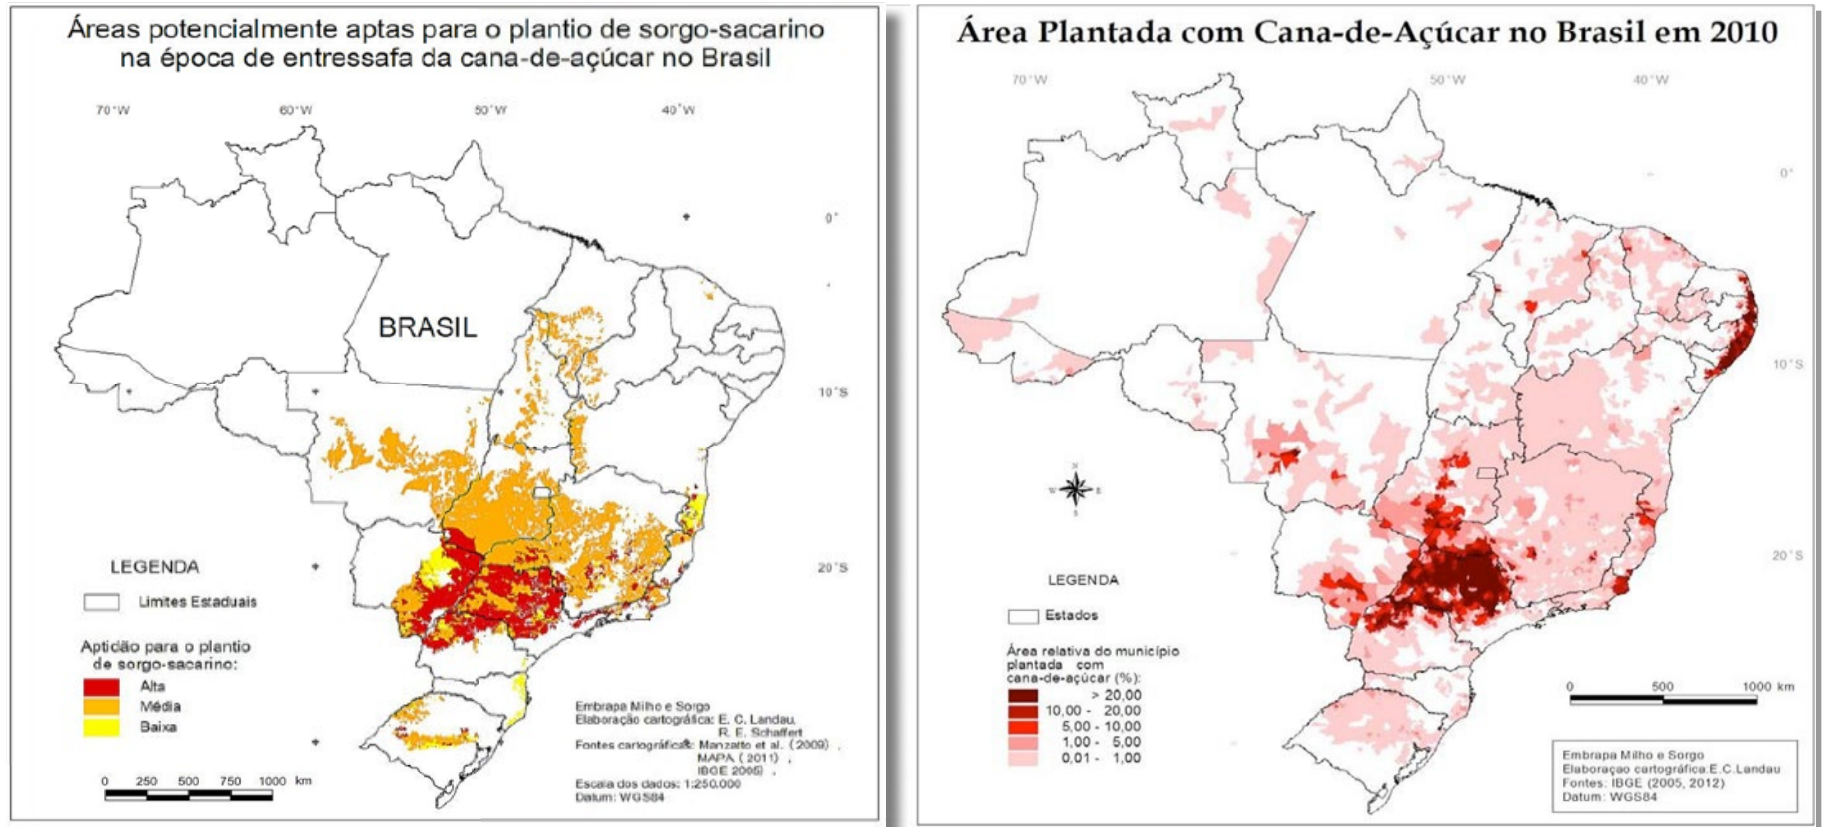 Áreas potencialmente aptas para o plantio de sorgo-sacarino
na época de entressafa da cana-de-açúcar no Brasil
70°W
60°W
50°W
40°W
0°
BRASIL
10°S
20°S
LEGENDA
Limites Estaduais
Aptidão para o plantio
de sorgo-sacarino:
Alta
Média
Baixa
0 250 500 750 1000 km
Embrapa Milho e Sorgo
Elaboração cartográfica: E. C. Landau,
R. E. Schaffert
Fontes cartográficas: Manzatto et al. (2009) ,
MAPA (2011) ,
IBGE 2005) ,
Escala dos dados: 1:250.000
Datum: WGS84
Área Plantada com Cana-de-Açúcar no Brasil em 2010
70°W
50°W
40°W
0°
10°S
N
W
E
S
20°S
LEGENDA
Estados
Área relativa do município
plantada com
cana-de-açúcar (%):
> 20,00
10,00 - 20,00
5,00 - 10,00
1,00 - 5,00
0,01 - 1,00
0 500 1000 km
Embrapa Milho e Sorgo
Elaboraçao cartográfica:E.C.Landau
Fontes: IBGE (2005, 2012)
Datum: WGS84